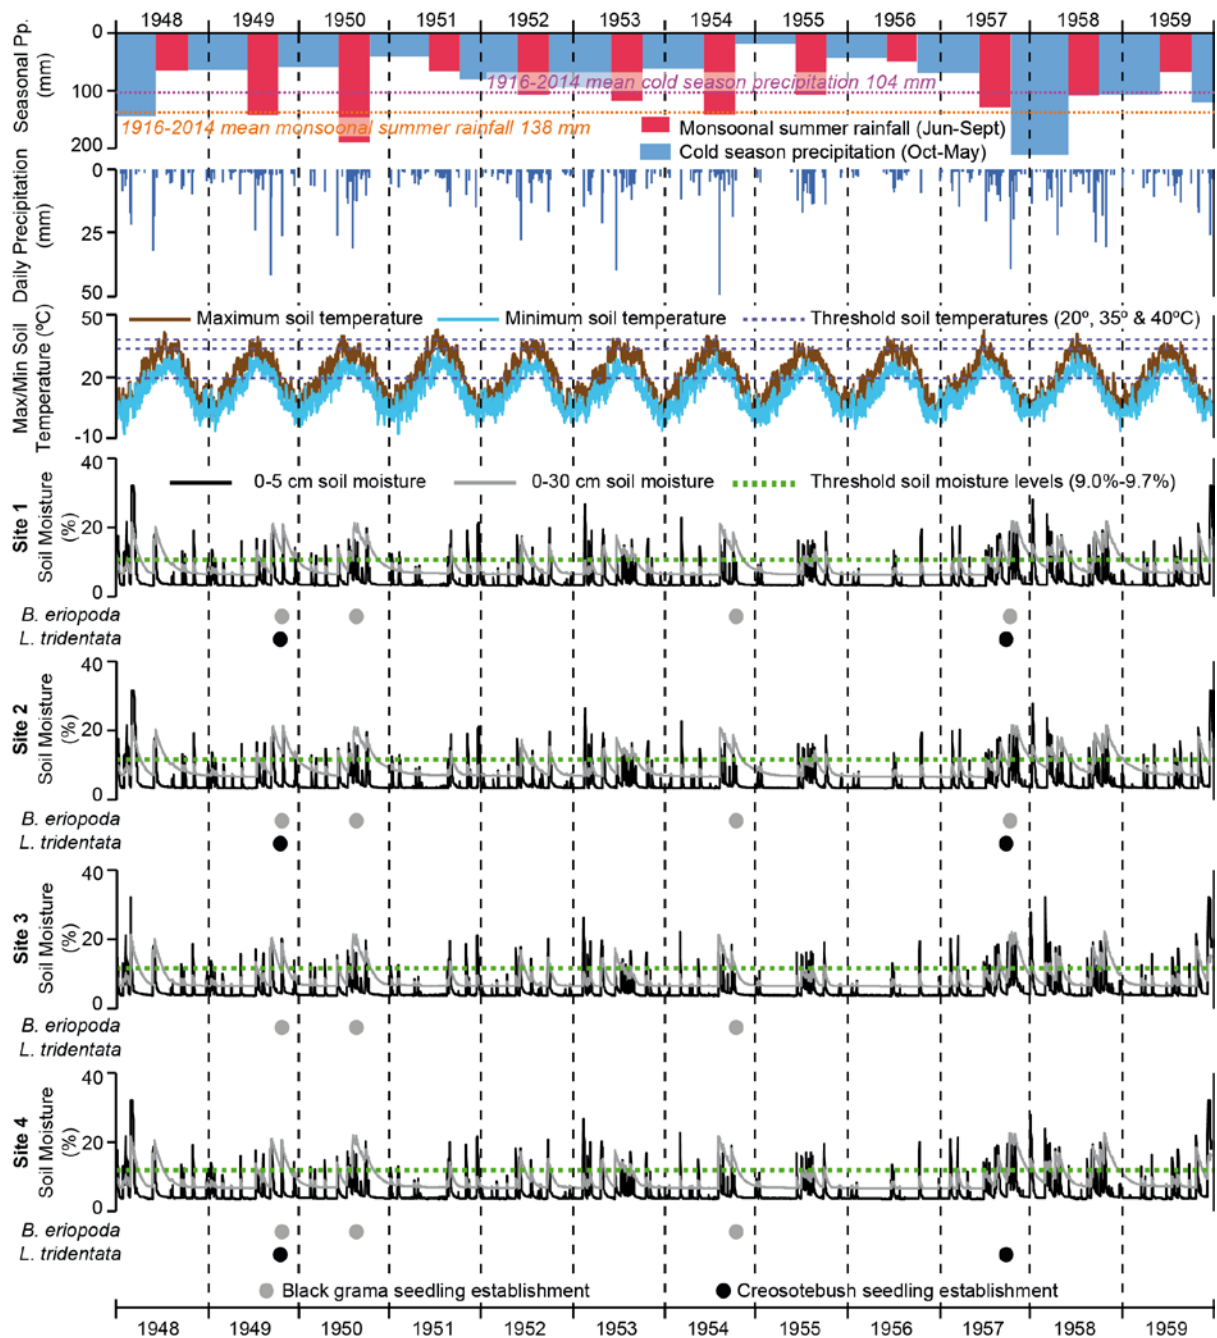 1948 1949 1950 1951 1952 1953 1954 1955 1956 1957 1958 1959
Seasonal Pp.
(mm)
0
100
200
1916-2014 mean cold season precipitation 104 mm
1916-2014 mean monsoonal summer rainfall 138 mm
Monsoonal summer rainfall (Jun-Sept)
Cold season precipitation (Oct-May)
Daily Precipitation
(mm)
0
25
50
Max/Min Soil
Temperature (ºC)
50
20
-10
Maximum soil temperature Minimum soil temperature Threshold soil temperatures (20º, 35º & 40ºC)
Site 1
Soil Moisture
(%)
40
20
0
0-5 cm soil moisture 0-30 cm soil moisture Threshold soil moisture levels (9.0%-9.7%)
B. eriopoda
L. tridentata
Site 2
Soil Moisture
(%)
40
20
0
B. eriopoda
L. tridentata
Site 3
Soil Moisture
(%)
40
20
0
B. eriopoda
L. tridentata
Site 4
Soil Moisture
(%)
40
20
0
B. eriopoda
L. tridentata
Black grama seedling establishment Creosotebush seedling establishment
1948 1949 1950 1951 1952 1953 1954 1955 1956 1957 1958 1959